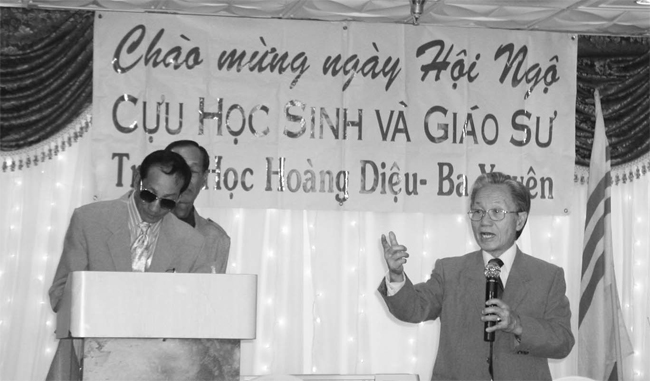 Chào mừng ngày Hội Ngộ
CỰU HỌC SINH VÀ GIÁO SƯ
Học Hoàng Diệu- Ba Xuyên